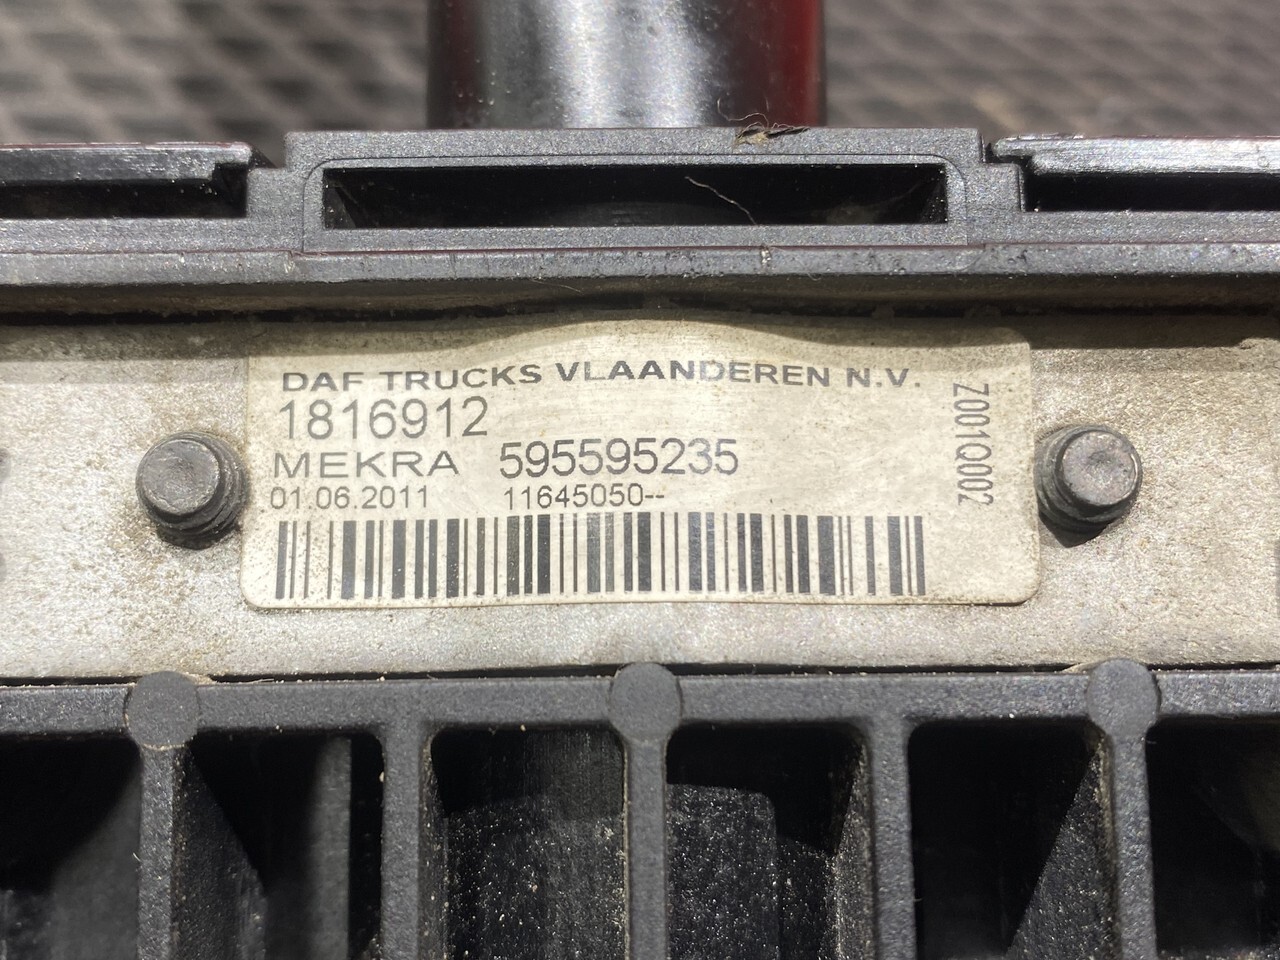 DAF TRUCKS VLAANDEREN N.V.
1816912
MEKRA 595595235
01.06.2011 11645050--
Z001Q002